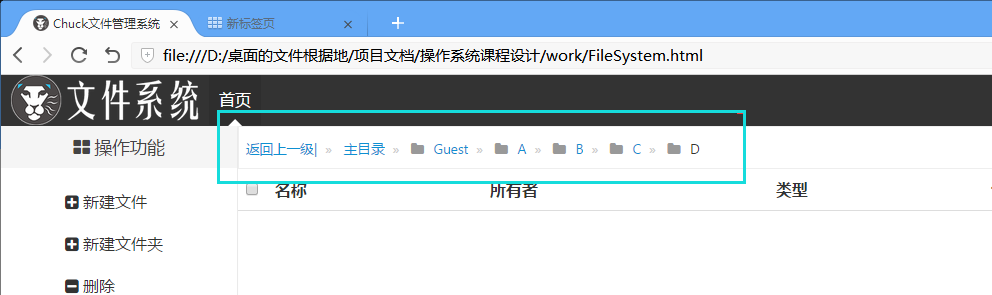 Chuck文件管理系统 × 新标签页 × +
file:///D:/桌面的文件根据地/项目文档/操作系统课程设计/work/FileSystem.html
文件系统 首页
操作功能
返回上一级| » 主目录 » Guest » A » B » C » D
名称 所有者 类型
新建文件
新建文件夹
删除